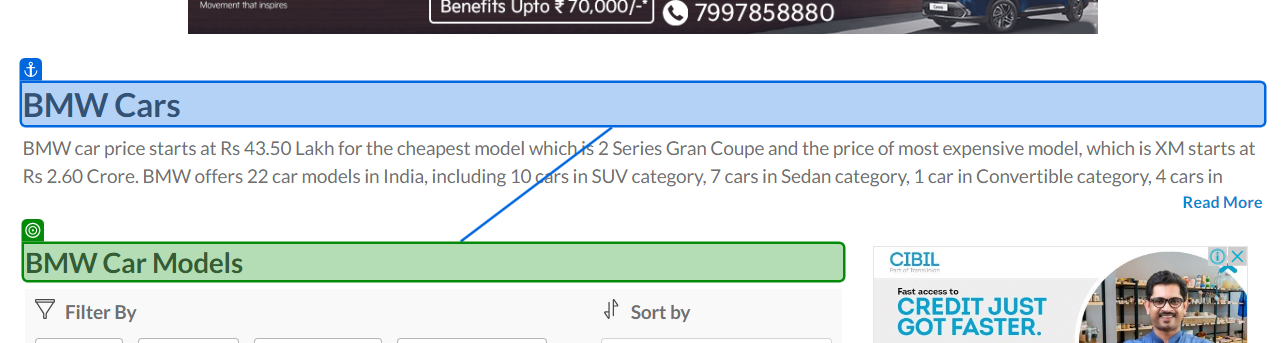 Movement that inspires
Benefits Upto ₹ 70,000/-*
7997858880
BMW Cars
BMW car price starts at Rs 43.50 Lakh for the cheapest model which is 2 Series Gran Coupe and the price of most expensive model, which is XM starts at
Rs 2.60 Crore. BMW offers 22 car models in India, including 10 cars in SUV category, 7 cars in Sedan category, 1 car in Convertible category, 4 cars in
Read More
BMW Car Models
Filter By
Sort by
CIBIL
Part of TransUnion
Fast access to
CREDIT JUST
GOT FASTER.